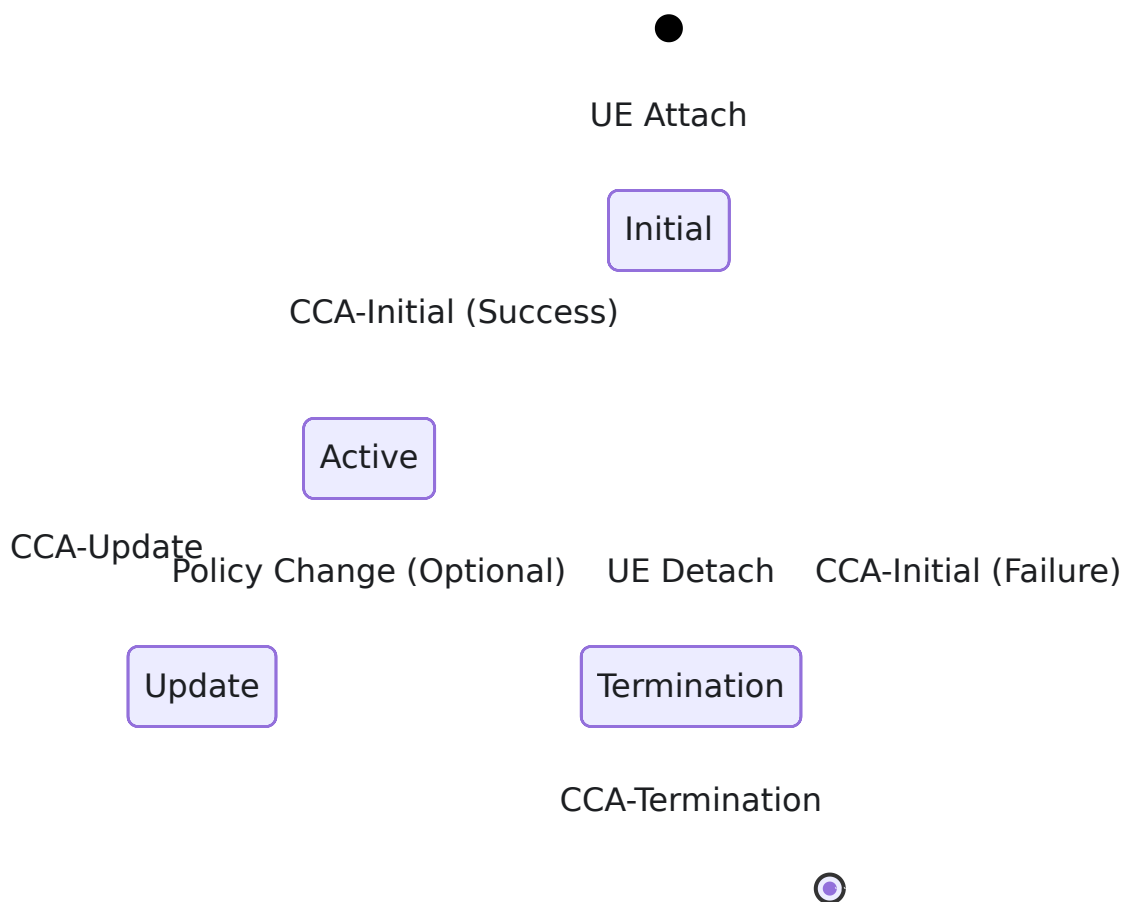 UE Attach
Initial
CCA-Initial (Success)
Active
CCA-Update
Policy Change (Optional)
UE Detach
CCA-Initial (Failure)
Update
Termination
CCA-Termination